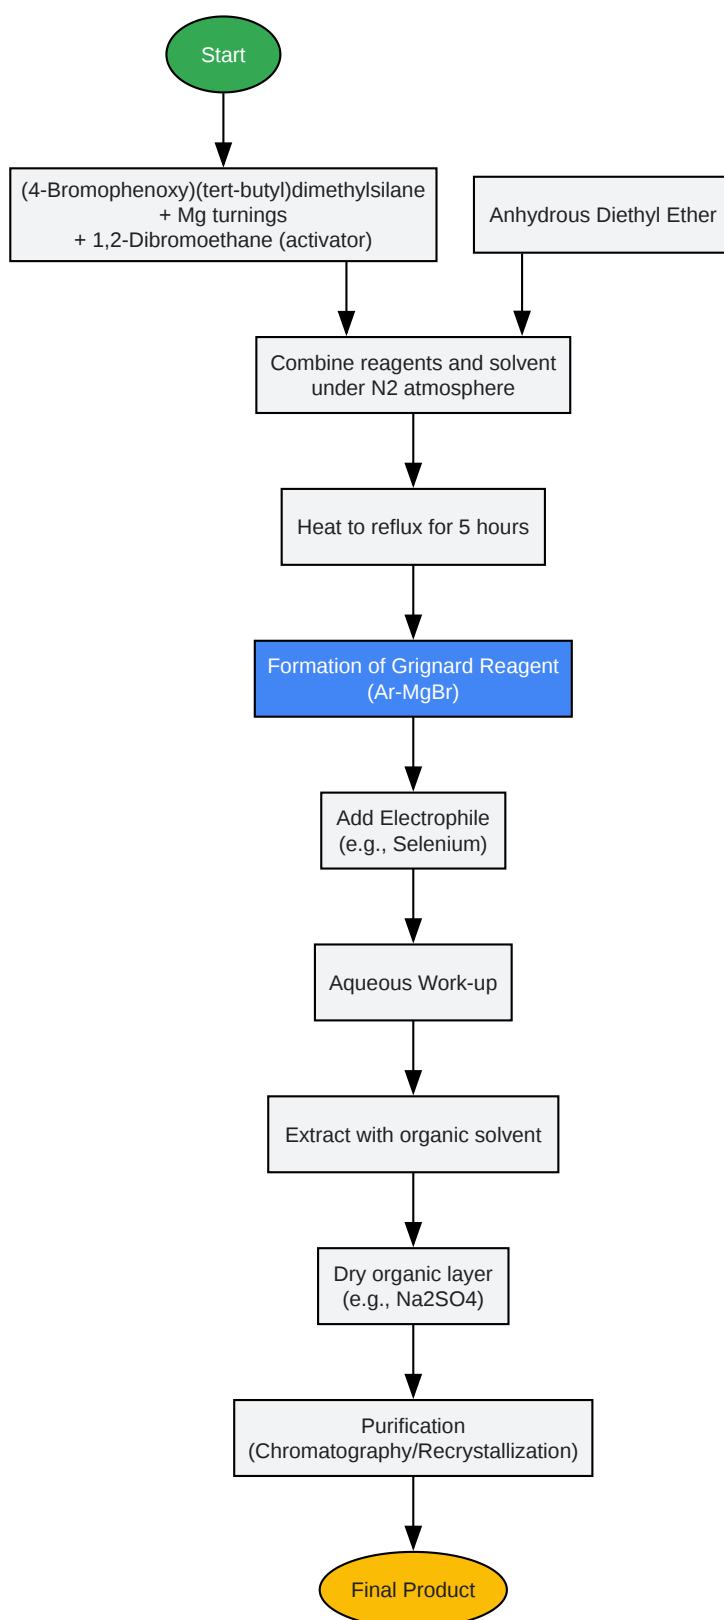 Start
(4-Bromophenoxy)(tert-butyl)dimethylsilane
+ Mg turnings
+ 1,2-Dibromoethane (activator)
Anhydrous Diethyl Ether
Combine reagents and solvent
under N2 atmosphere
Heat to reflux for 5 hours
Formation of Grignard Reagent
(Ar-MgBr)
Add Electrophile
(e.g., Selenium)
Aqueous Work-up
Extract with organic solvent
Dry organic layer
(e.g., Na2SO4)
Purification
(Chromatography/Recrystallization)
Final Product